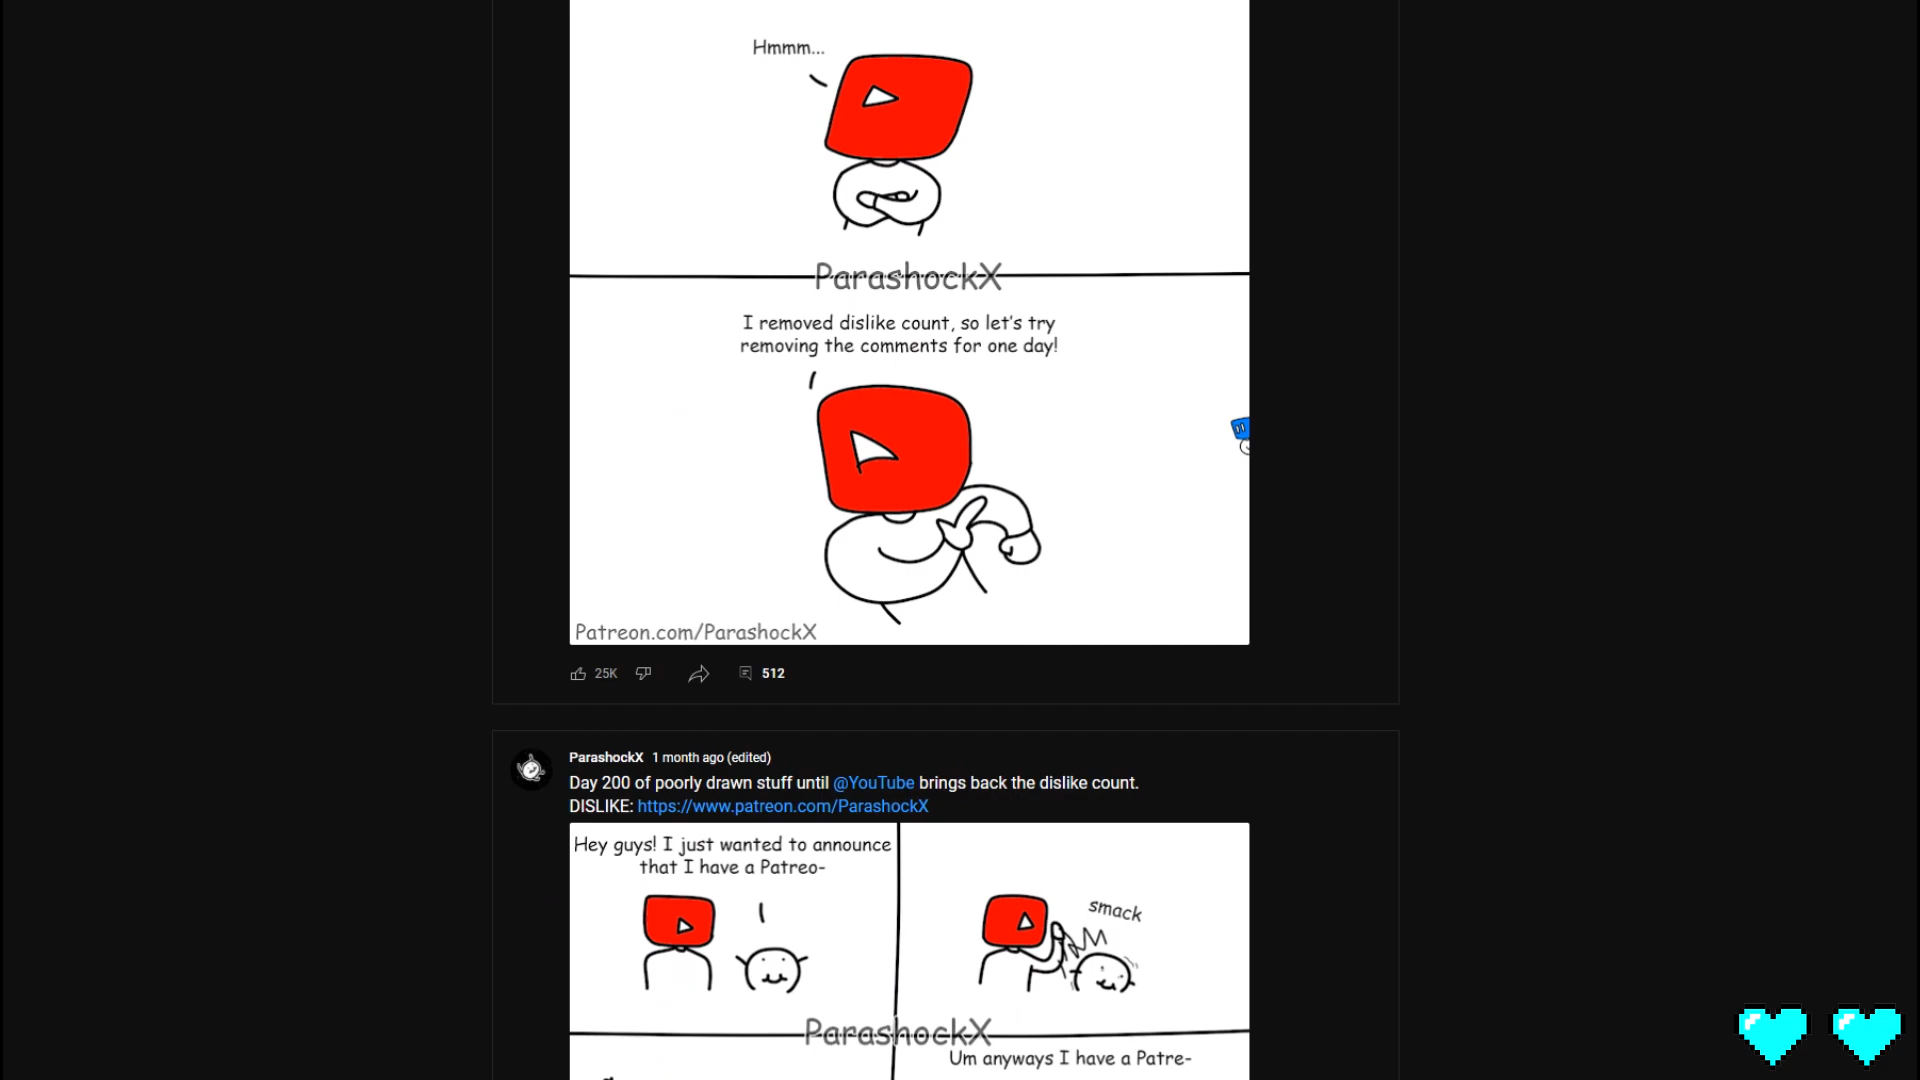 Hmmm...
ParashockX
I removed dislike count, so let's try
removing the comments for one day!
Patreon.com/ParashockX
25K
512
ParashockX 1 month ago (edited)
Day 200 of poorly drawn stuff until @YouTube brings back the dislike count.
DISLIKE: https://www.patreon.com/ParashockX
Hey guys! I just wanted to announce
that I have a Patreo-
smack
ParashockX
Um anyways I have a Patre-